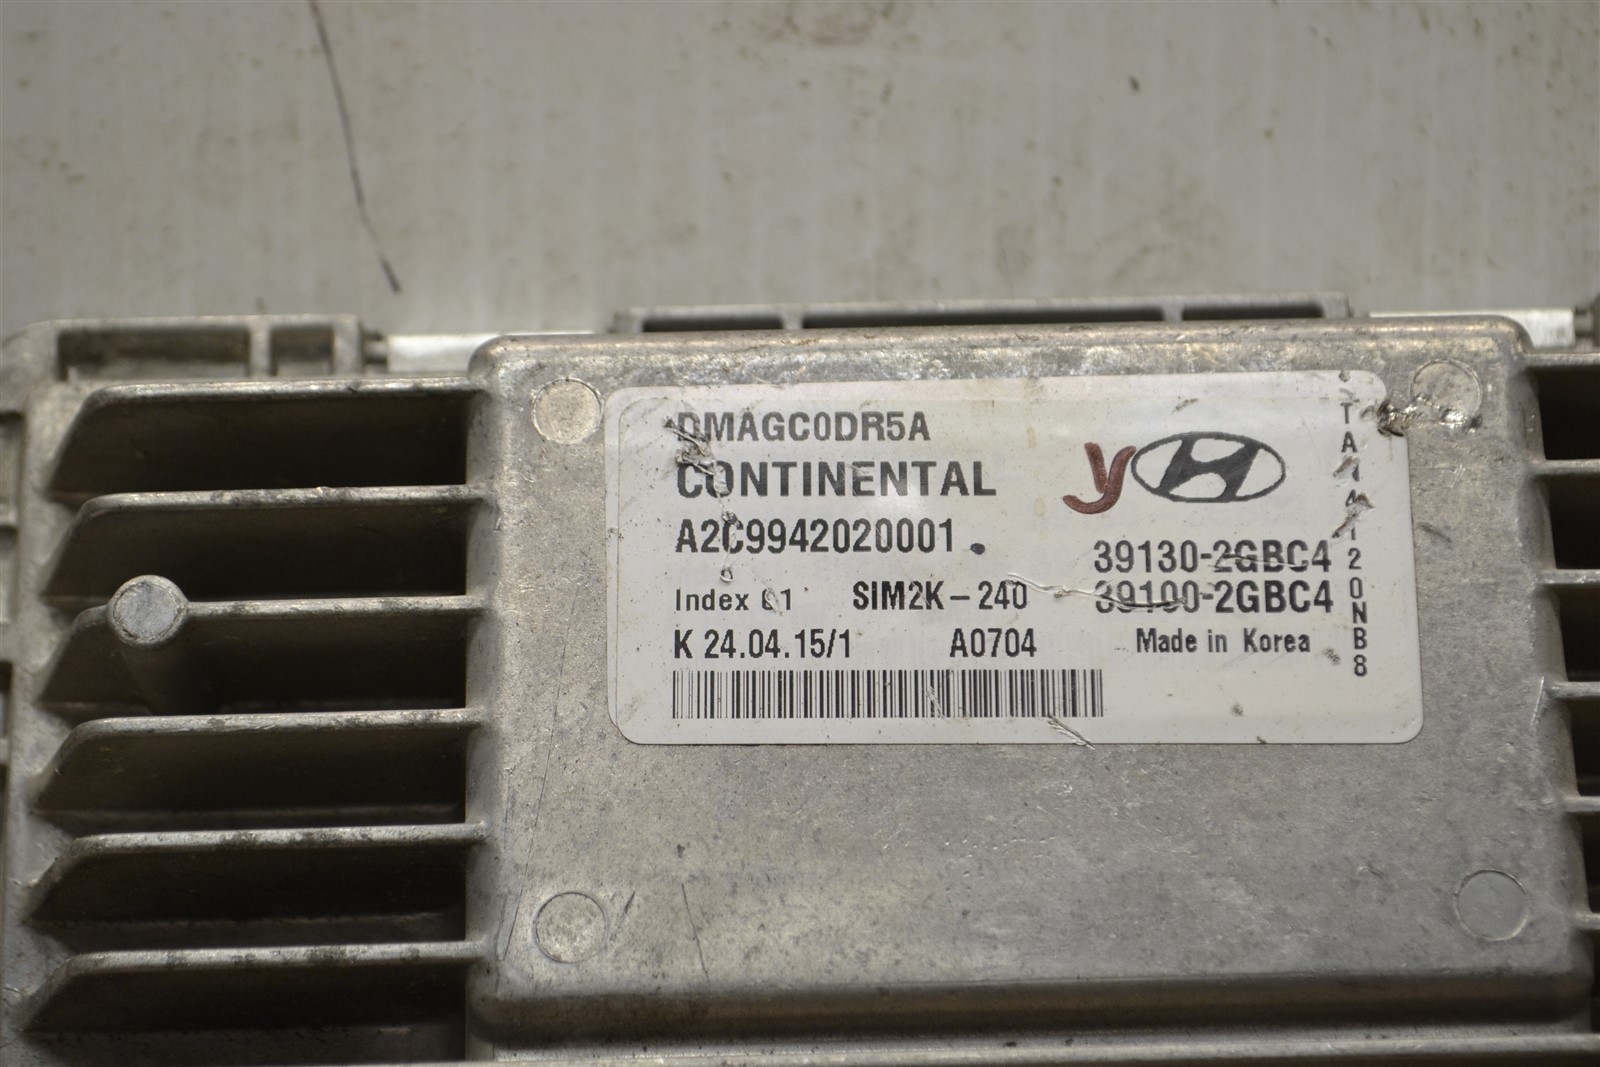 DMAGC0DR5A
CONTINENTAL
y
A2C9942020001
39130-2GBC4
Index 01 SIM2K-240 39100-2GBC4
K 24.04.15/1 A0704 Made in Korea